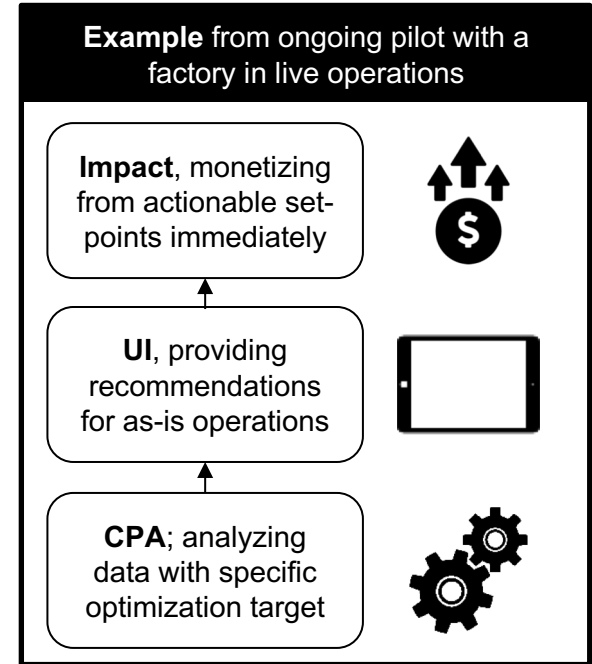 Example from ongoing pilot with a
factory in live operations
Impact, monetizing
from actionable set-
points immediately
$
UI, providing
recommendations
for as-is operations
CPA; analyzing
data with specific
optimization target